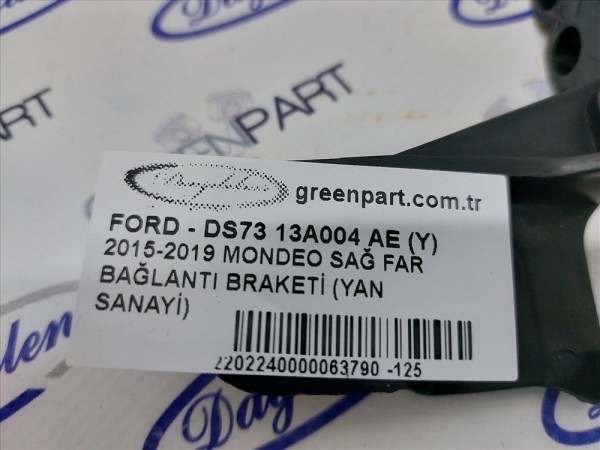 greenpart.com.tr
FORD - DS73 13A004 AE (Y)
2015-2019 MONDEO SAĞ FAR
BAĞLANTI BRAKETİ (YAN
SANAYİ)
2202240000063790 -125